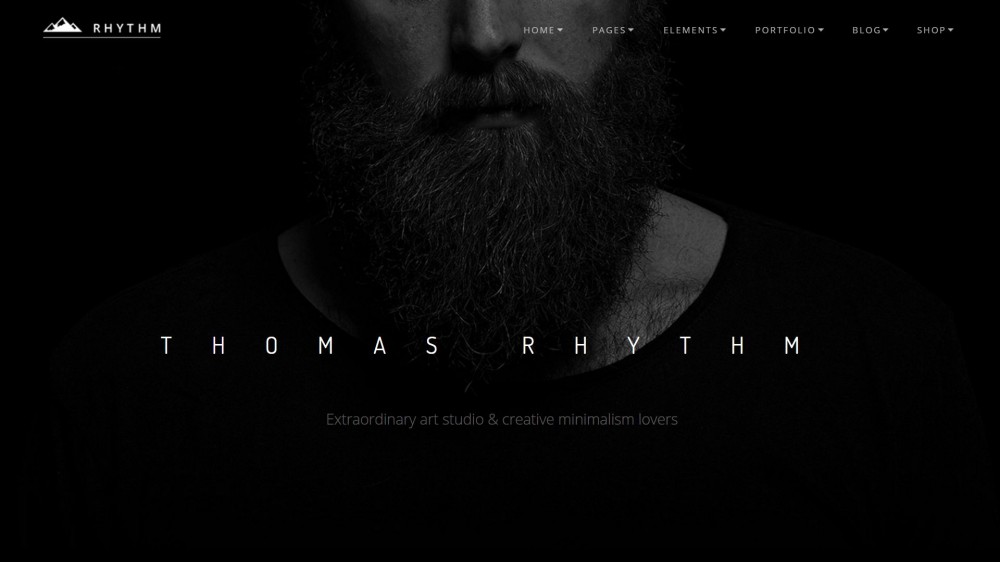 RHYTHM
HOME PAGES ELEMENTS PORTFOLIO BLOG SHOP
THOMAS RHYTHM
Extraordinary art studio & creative minimalism lovers